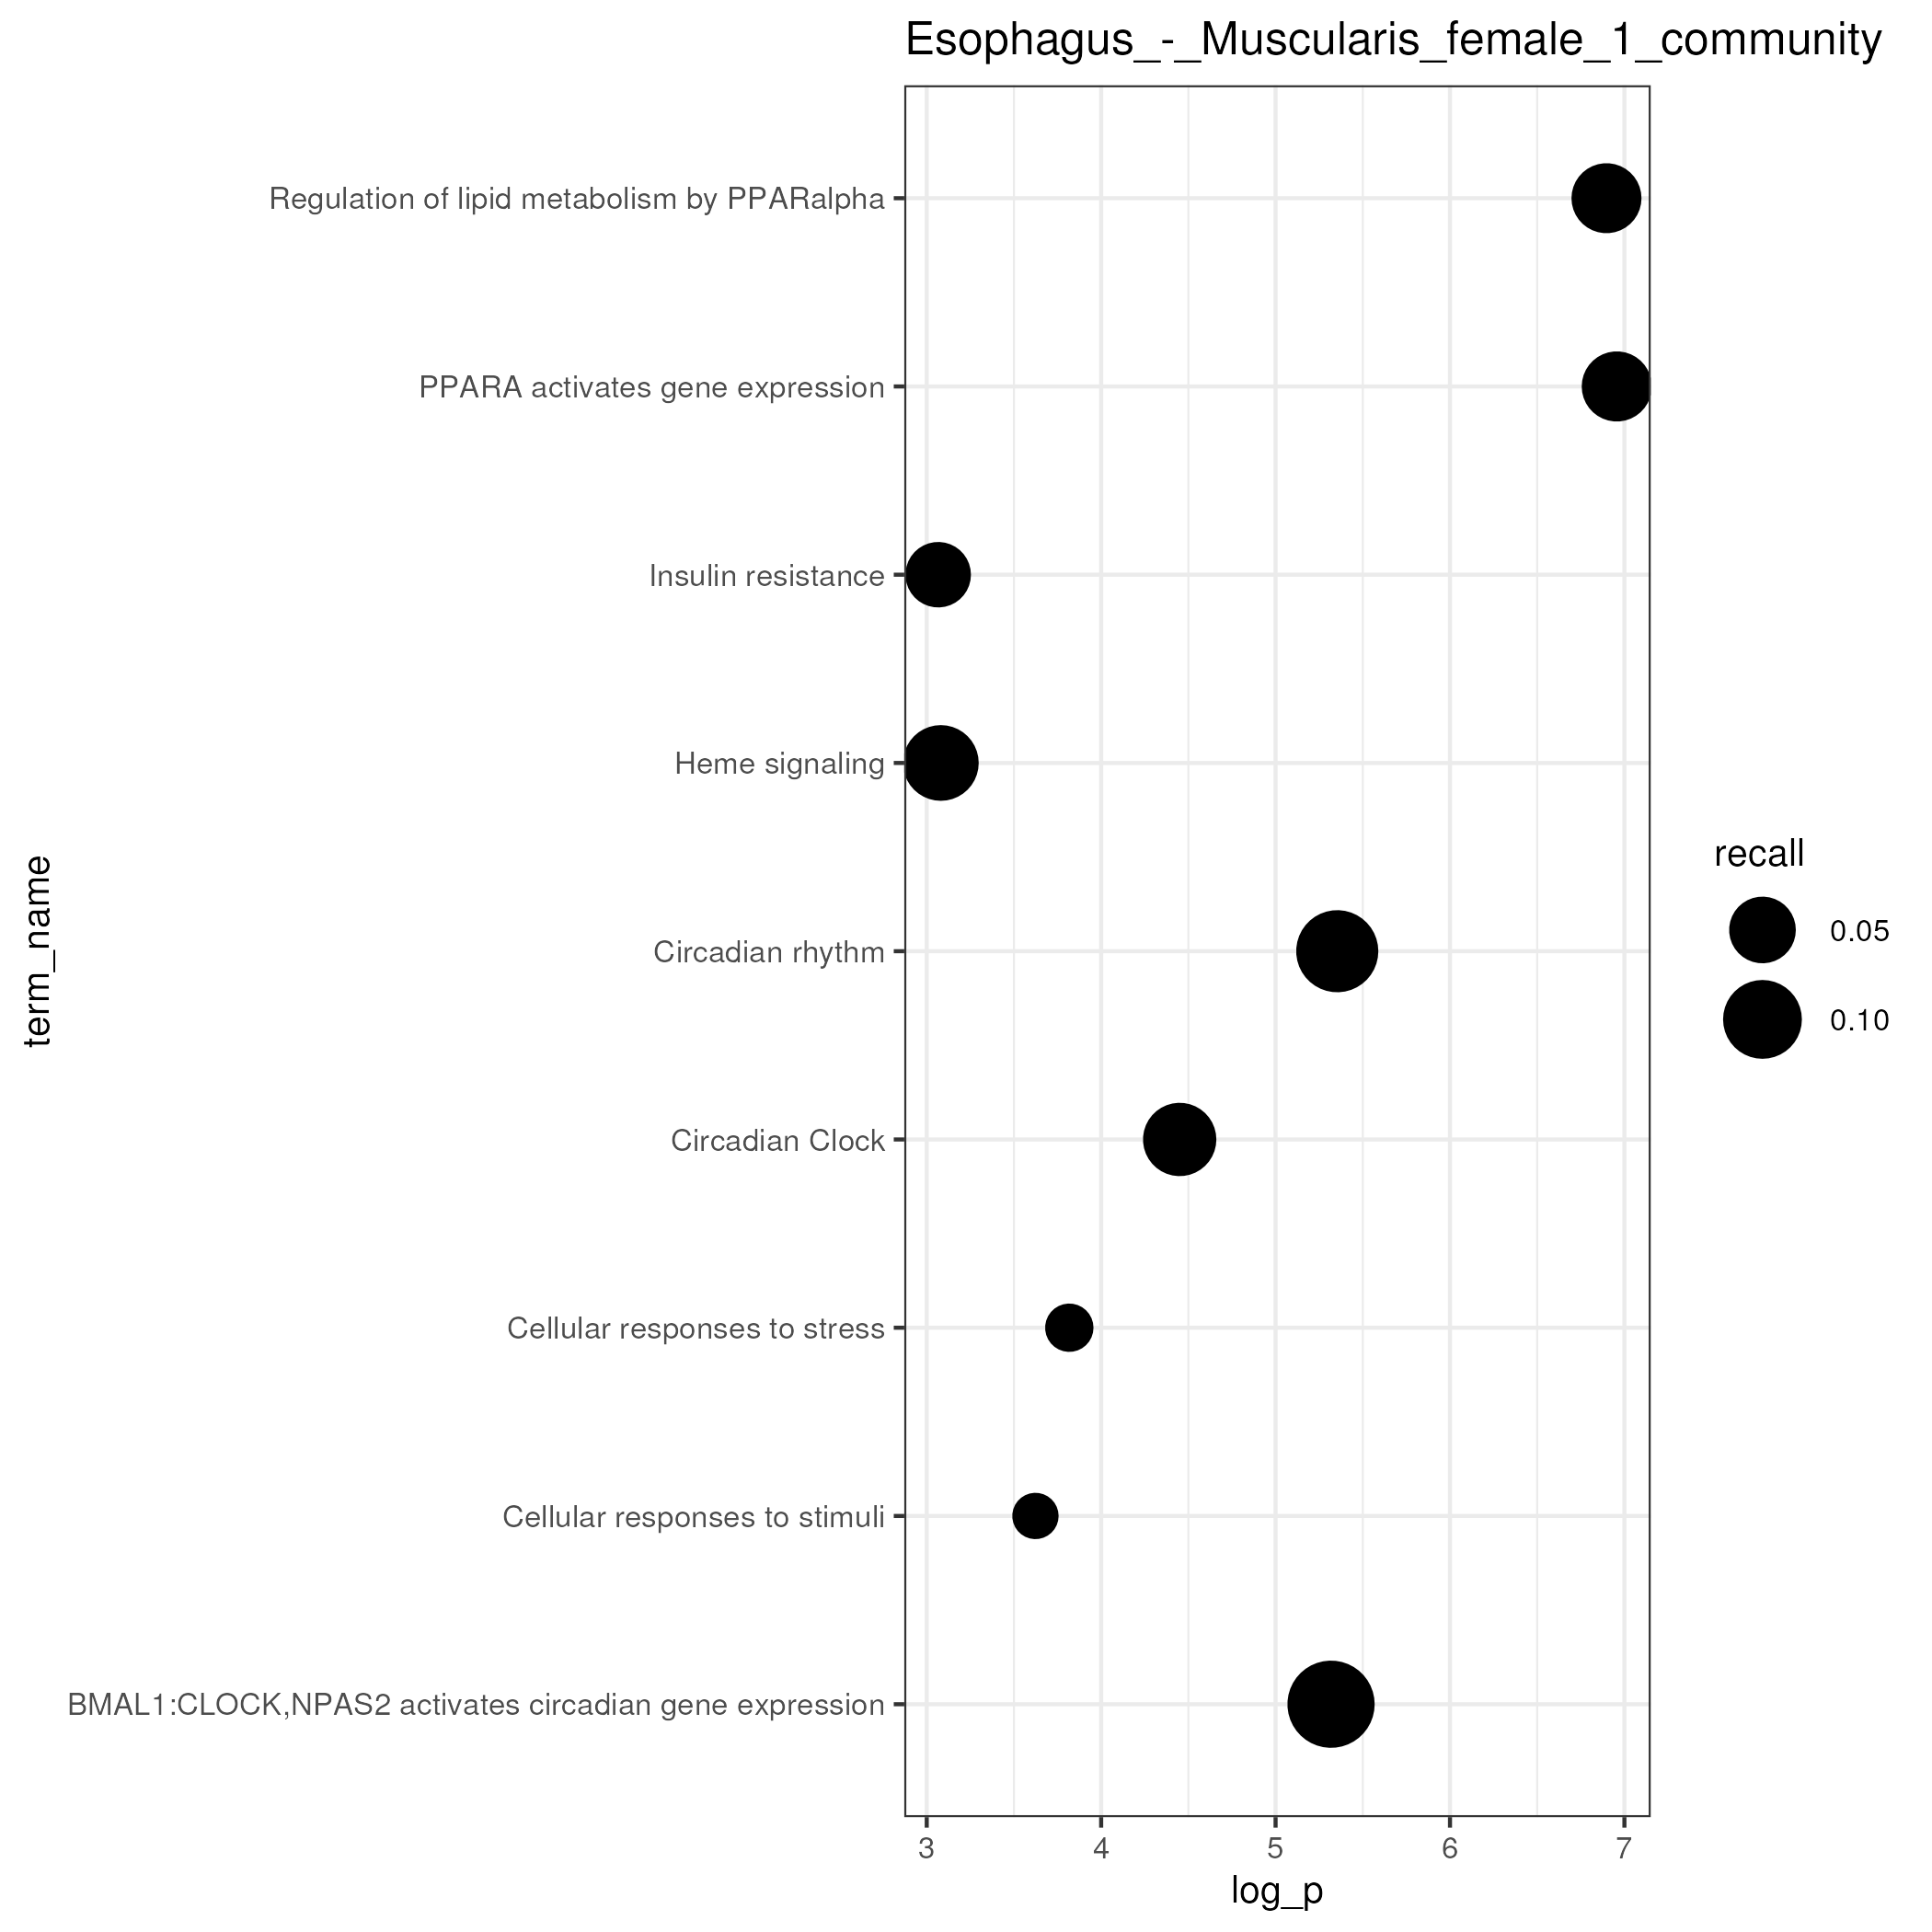 Esophagus_-_Muscularis_female_1_community
Regulation of lipid metabolism by PPARalpha
PPARA activates gene expression
Insulin resistance
Heme signaling
Circadian rhythm
Circadian Clock
Cellular responses to stress
Cellular responses to stimuli
BMAL1:CLOCK,NPAS2 activates circadian gene expression
term_name
3 4 5 6 7
log_p
recall
0.05
0.10